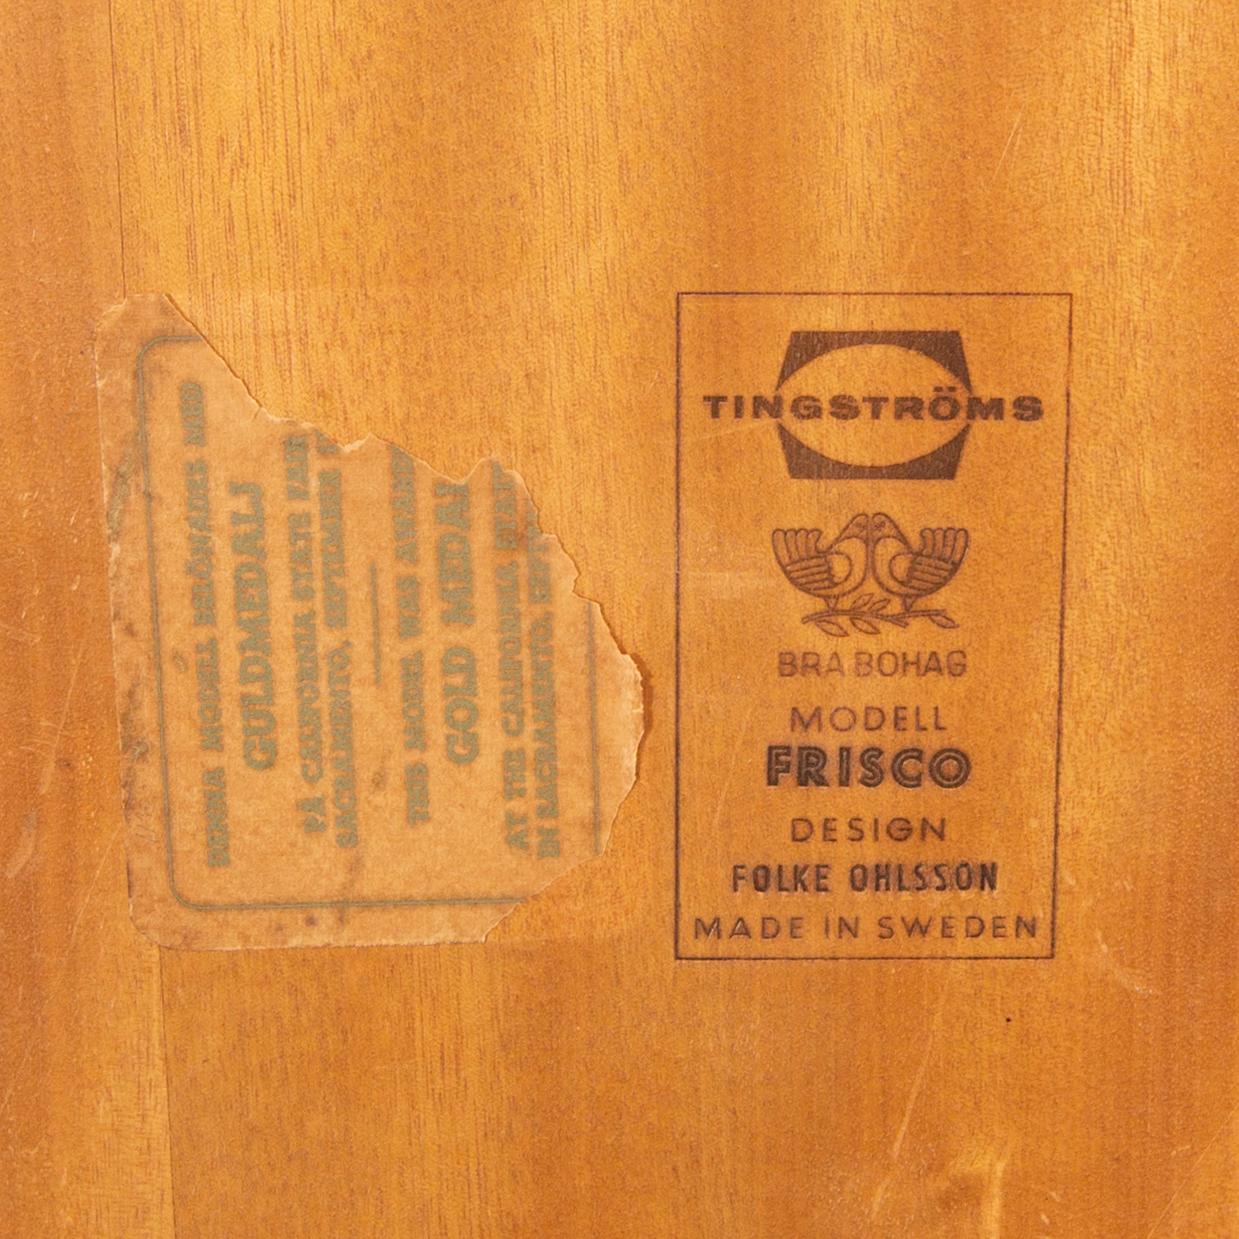 DENNA MODELL BELÖNADES MED
GULDMEDALJ
PÅ CALIFORNIA STATE FAIR
SACRAMENTO, SEPTEMBER
THIS MODEL WAS AWARD
GOLD MEDAL
AT THE CALIFORNIA STATE
IN SACRAMENTO, SEPT
TINGSTRÖMS
BRA BOHAG
MODELL
FRISCO
DESIGN
FOLKE OHLSSON
MADE IN SWEDEN